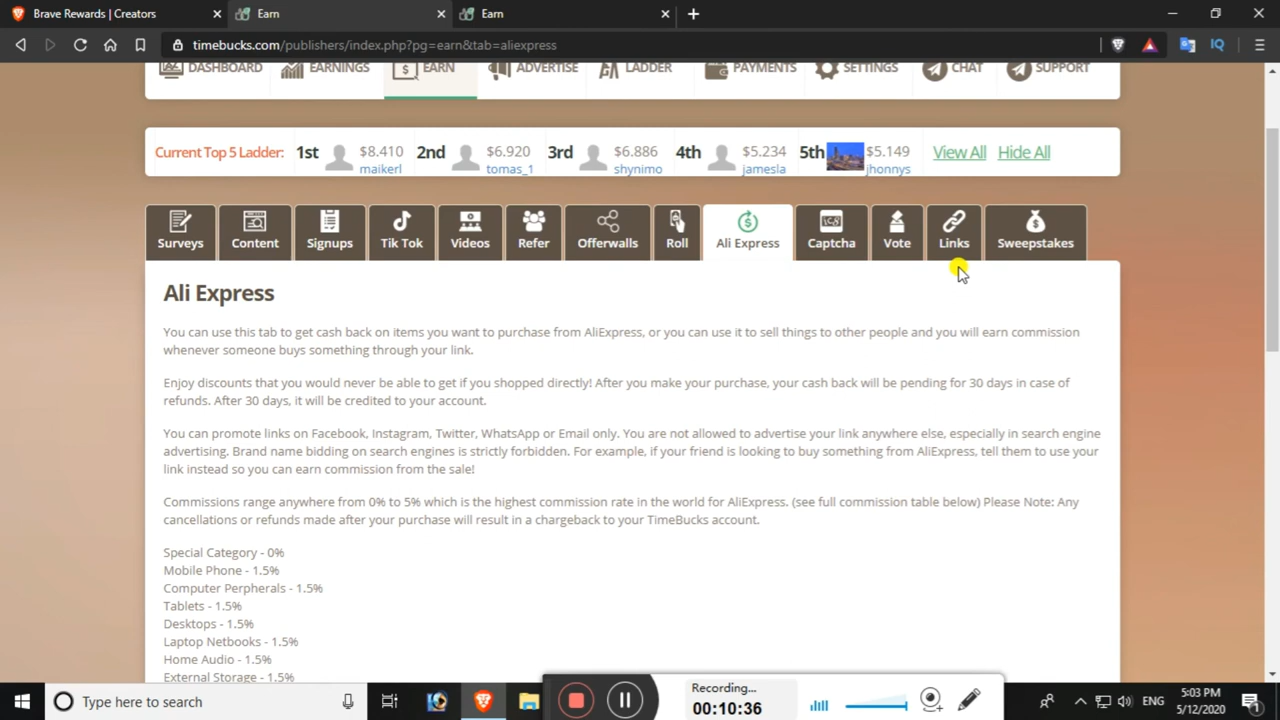 Brave Rewards | Creators
Earn
Earn
timebucks.com/publishers/index.php?pg=earn&tab=aliexpress
IQ
DASHBOARD
EARNINGS
EARN
ADVERTISE
LADDER
PAYMENTS
SETTINGS
CHAT
SUPPORT
Current Top 5 Ladder:
1st $8.410 maikerl
2nd $6.920 tomas_1
3rd $6.886 shynimo
4th $5.234 jamesla
5th $5.149 jhonnys
View All
Hide All
Surveys
Content
Signups
Tik Tok
Videos
Refer
Offerwalls
Roll
Ali Express
Captcha
Vote
Links
Sweepstakes
Ali Express
You can use this tab to get cash back on items you want to purchase from AliExpress, or you can use it to sell things to other people and you will earn commission
whenever someone buys something through your link.
Enjoy discounts that you would never be able to get if you shopped directly! After you make your purchase, your cash back will be pending for 30 days in case of
refunds. After 30 days, it will be credited to your account.
You can promote links on Facebook, Instagram, Twitter, WhatsApp or Email only. You are not allowed to advertise your link anywhere else, especially in search engine
advertising. Brand name bidding on search engines is strictly forbidden. For example, if your friend is looking to buy something from AliExpress, tell them to use your
link instead so you can earn commission from the sale!
Commissions range anywhere from 0% to 5% which is the highest commission rate in the world for AliExpress. (see full commission table below) Please Note: Any
cancellations or refunds made after your purchase will result in a chargeback to your TimeBucks account.
Special Category - 0%
Mobile Phone - 1.5%
Computer Perpherals - 1.5%
Tablets - 1.5%
Desktops - 1.5%
Laptop Netbooks - 1.5%
Home Audio - 1.5%
External Storage - 1.5%
Type here to search
Recording...
00:10:36
ENG
5:03 PM
5/12/2020